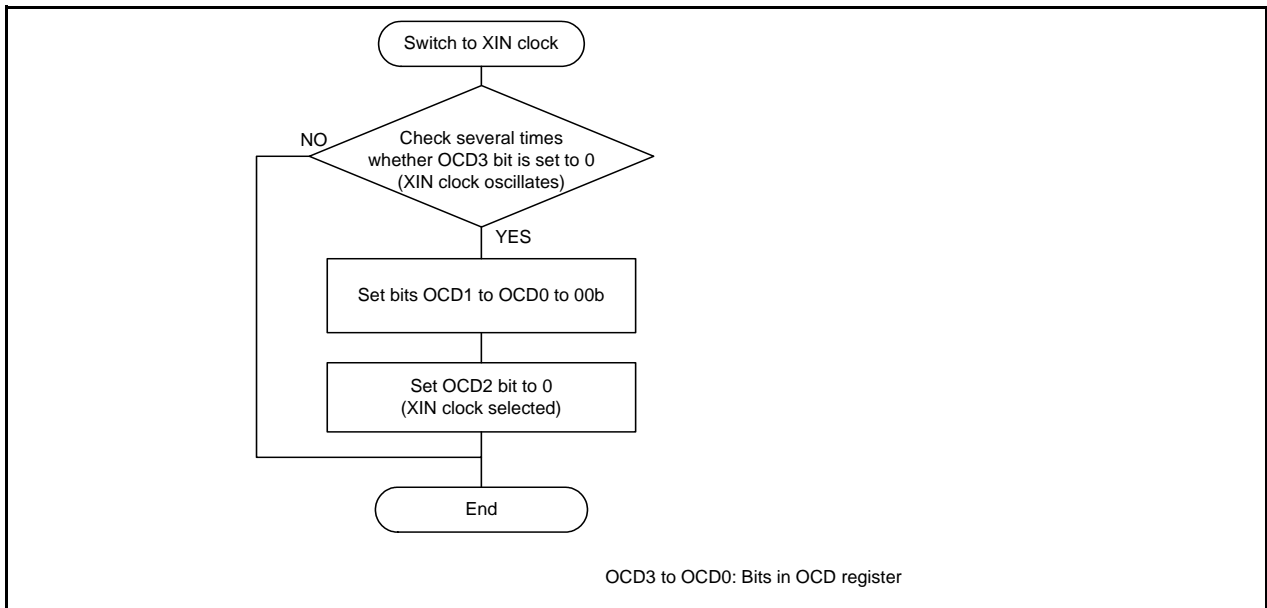 Switch to XIN clock
NO
Check several times
whether OCD3 bit is set to 0
(XIN clock oscillates)
YES
Set bits OCD1 to OCD0 to 00b
Set OCD2 bit to 0
(XIN clock selected)
End
OCD3 to OCD0: Bits in OCD register